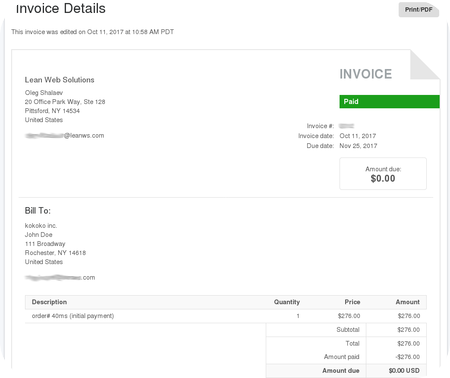 Invoice Details
Print/PDF
This invoice was edited on Oct 11, 2017 at 10:58 AM PDT
INVOICE
Lean Web Solutions
Oleg Shalaev
20 Office Park Way, Ste 128
Pittsford, NY 14534
United States
@leanws.com
Paid
Invoice #:
Invoice date: Oct 11, 2017
Due date: Nov 25, 2017
Amount due:
$0.00
Bill To:
kokoko inc.
John Doe
111 Broadway
Rochester, NY 14618
United States
.com
Description Quantity Price Amount
order# 40ms (initial payment) 1 $276.00 $276.00
Subtotal $276.00
Total $276.00
Amount paid -$276.00
Amount due $0.00 USD